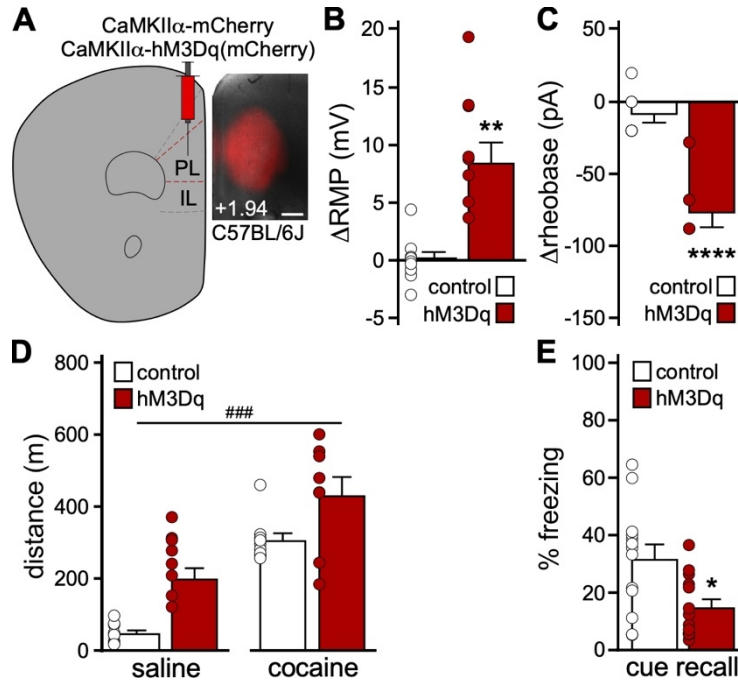 A
CaMKIIα-mCherry
CaMKIIα-hM3Dq(mCherry)
PL
IL
+1.94
C57BL/6J
B
ΔRMP (mV)
20
15
10
5
0
-5
**
control
hM3Dq
C
Δrheobase (pA)
50
0
-50
-100
-150
****
control
hM3Dq
D
distance (m)
800
600
400
200
0
control
hM3Dq
###
saline
cocaine
E
% freezing
100
80
60
40
20
0
control
hM3Dq
*
cue recall